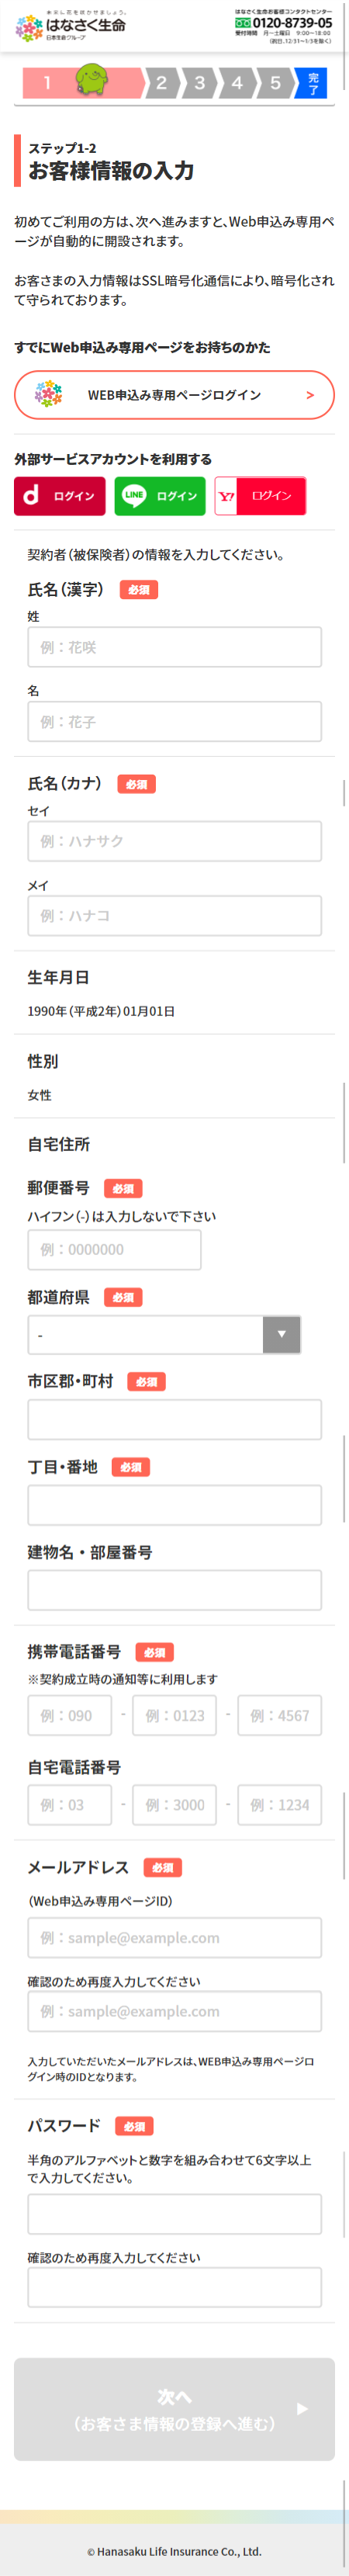 未来に花を咲かせましょう。
はなさく生命
日本生命グループ
はなさく生命お客様コンタクトセンター
0120-8739-05
受付時間 月~土曜日 9:00~18:00
(祝日、12/31~1/3を除く)
1 2 3 4 5 完了
ステップ1-2
お客様情報の入力
初めてご利用の方は、次へ進みますと、Web申込み専用ペ
ージが自動的に開設されます。
お客さまの入力情報はSSL暗号化通信により、暗号化され
て守られております。
すでにWeb申込み専用ページをお持ちのかた
WEB申込み専用ページログイン >
外部サービスアカウントを利用する
d ログイン LINE ログイン Y! ログイン
契約者(被保険者)の情報を入力してください。
氏名(漢字) 必須
姓
例:花咲
名
例:花子
氏名(カナ) 必須
セイ
例:ハナサク
メイ
例:ハナコ
生年月日
1990年(平成2年)01月01日
性別
女性
自宅住所
郵便番号 必須
ハイフン(-)は入力しないで下さい
例:0000000
都道府県 必須
- ▼
市区郡・町村 必須
丁目・番地 必須
建物名・部屋番号
携帯電話番号 必須
※契約成立時の通知等に利用します
例:090 - 例:0123 - 例:4567
自宅電話番号
例:03 - 例:3000 - 例:1234
メールアドレス 必須
(Web申込み専用ページID)
例:sample@example.com
確認のため再度入力してください
例:sample@example.com
入力していただいたメールアドレスは、WEB申込み専用ページロ
グイン時のIDとなります。
パスワード 必須
半角のアルファベットと数字を組み合わせて6文字以上
で入力してください。
確認のため再度入力してください
次へ
(お客さま情報の登録へ進む) ▶
© Hanasaku Life Insurance Co., Ltd.